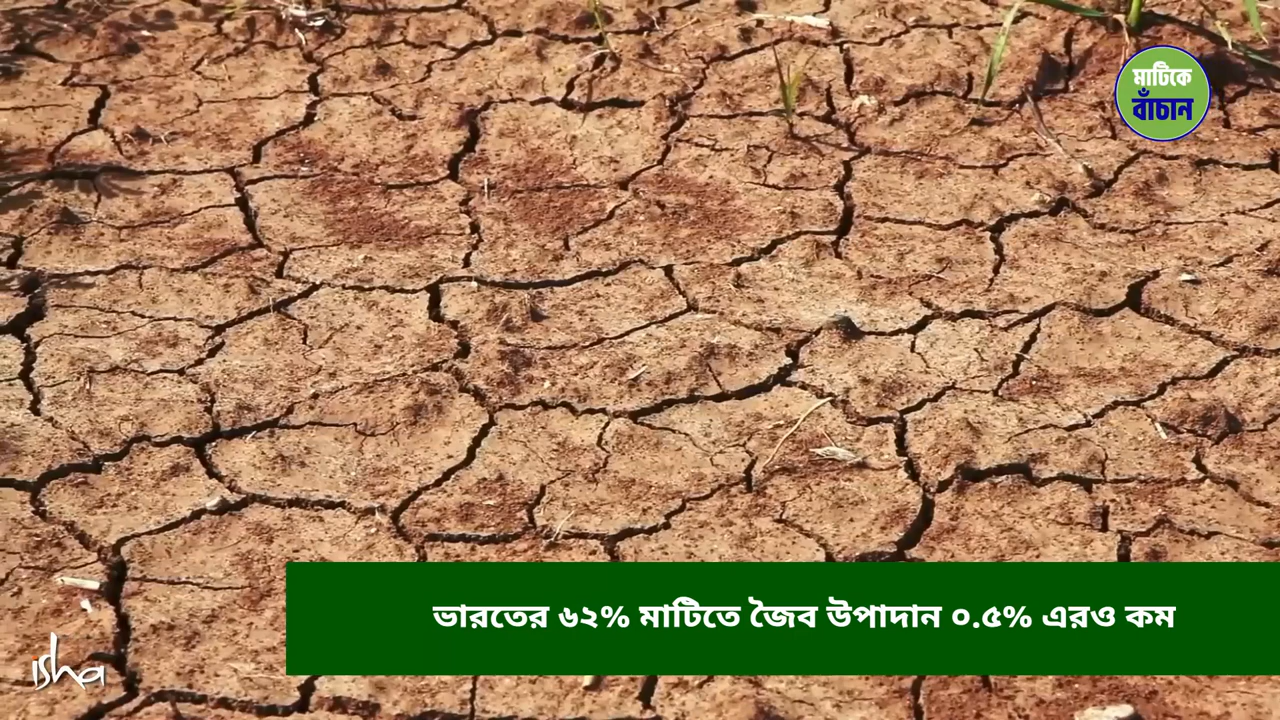 মাটিকে
বাঁচান
ভারতের ৬২% মাটিতে জৈব উপাদান ০.৫% এরও কম
isha